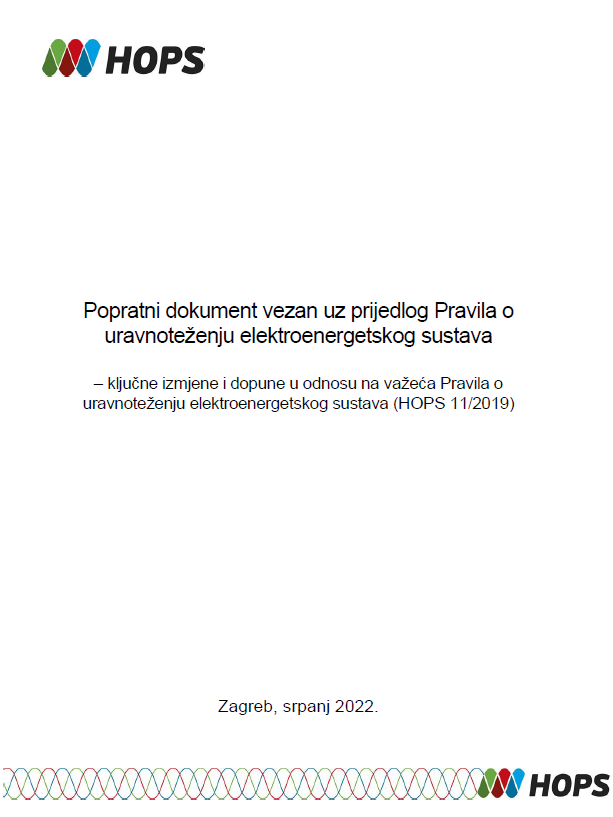 HOPS
Popratni dokument vezan uz prijedlog Pravila o
uravnoteženju elektroenergetskog sustava
– ključne izmjene i dopune u odnosu na važeća Pravila o
uravnoteženju elektroenergetskog sustava (HOPS 11/2019)
Zagreb, srpanj 2022.
HOPS